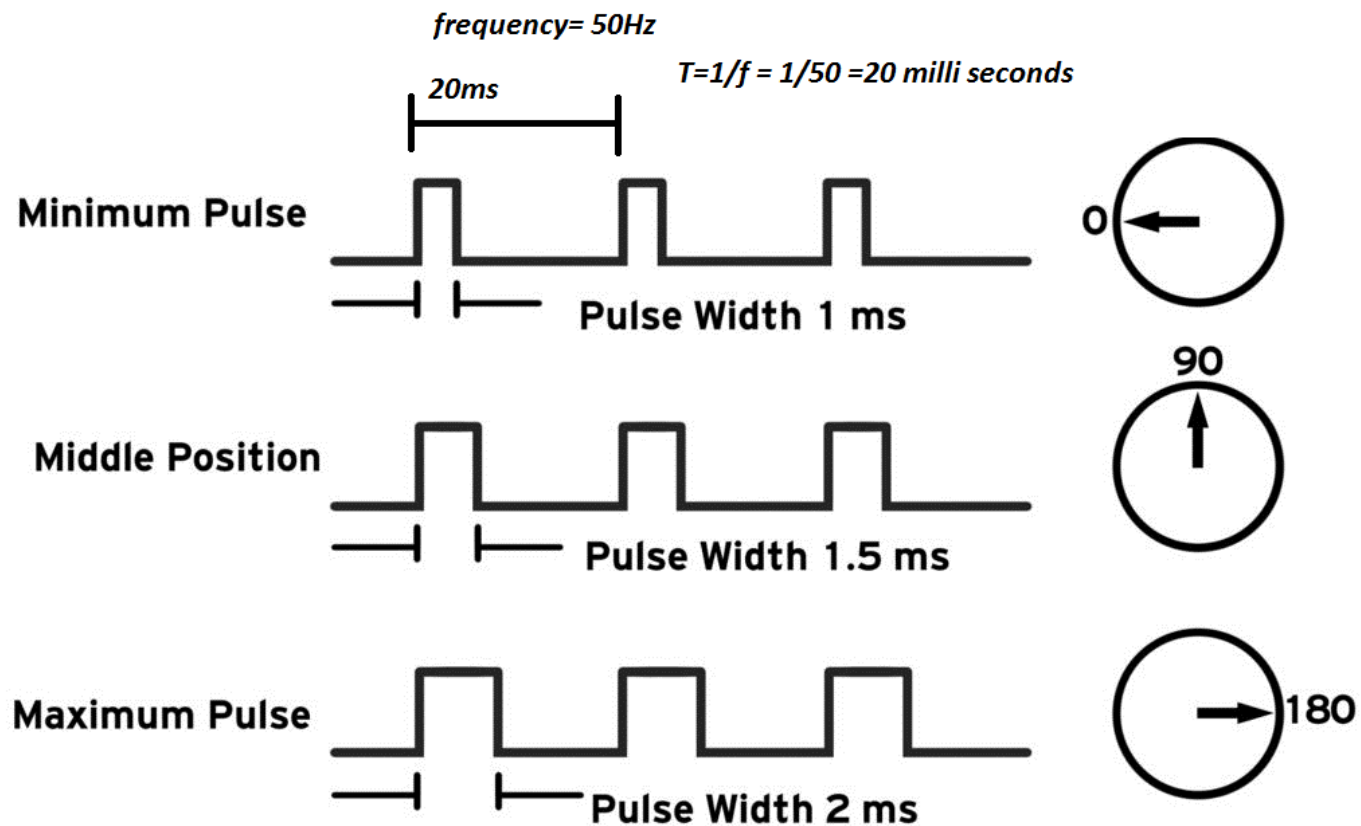 frequency= 50Hz
T=1/f = 1/50 =20 milli seconds
20ms
Minimum Pulse
0
Pulse Width 1 ms
90
Middle Position
Pulse Width 1.5 ms
Maximum Pulse
180
Pulse Width 2 ms